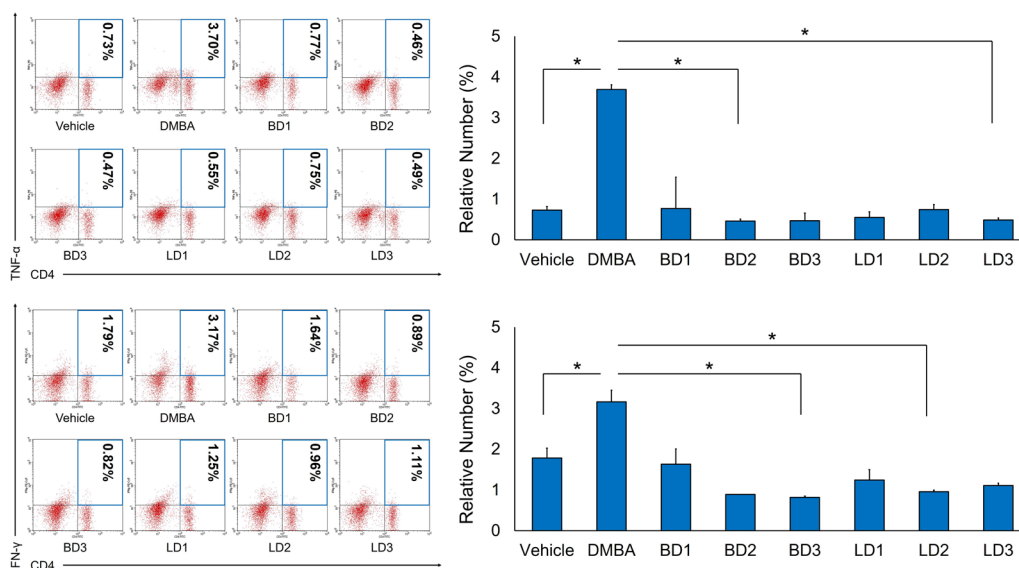 0.73%
3.70%
0.77%
0.46%
Vehicle
DMBA
BD1
BD2
0.47%
0.55%
0.75%
0.49%
BD3
LD1
LD2
LD3
TNF-α
CD4
5
4
3
2
1
0
Relative Number (%)
*
*
*
Vehicle
DMBA
BD1
BD2
BD3
LD1
LD2
LD3
1.79%
3.17%
1.64%
0.89%
Vehicle
DMBA
BD1
BD2
0.82%
1.25%
0.96%
1.11%
BD3
LD1
LD2
LD3
FN-γ
CD4
5
4
3
2
1
0
Relative Number (%)
*
*
*
Vehicle
DMBA
BD1
BD2
BD3
LD1
LD2
LD3